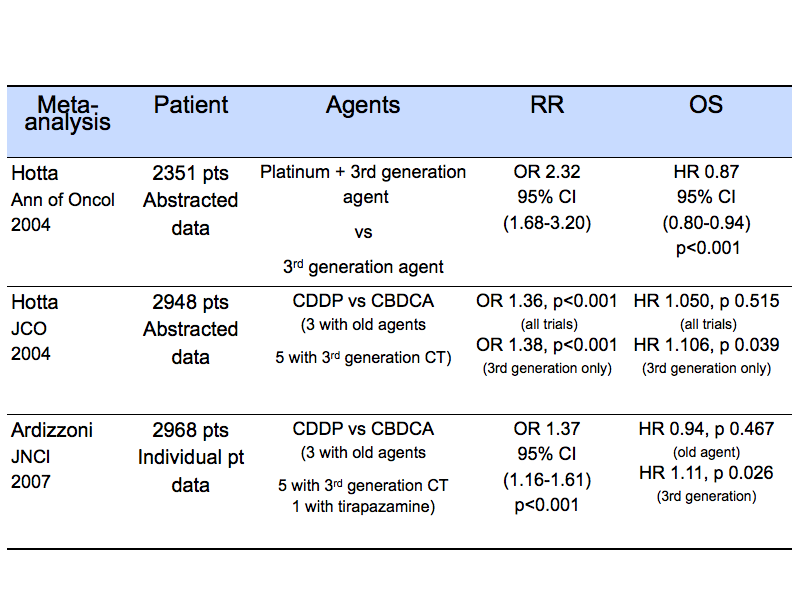 Meta-
analysis
Patient
Agents
RR
OS
Hotta
Ann of Oncol
2004
2351 pts
Abstracted
data
Platinum + 3rd generation
agent
vs
3rd generation agent
OR 2.32
95% CI
(1.68-3.20)
HR 0.87
95% CI
(0.80-0.94)
p<0.001
Hotta
JCO
2004
2948 pts
Abstracted
data
CDDP vs CBDCA
(3 with old agents
5 with 3rd generation CT)
OR 1.36, p<0.001
(all trials)
OR 1.38, p<0.001
(3rd generation only)
HR 1.050, p 0.515
(all trials)
HR 1.106, p 0.039
(3rd generation only)
Ardizzoni
JNCI
2007
2968 pts
Individual pt
data
CDDP vs CBDCA
(3 with old agents
5 with 3rd generation CT
1 with tirapazamine)
OR 1.37
95% CI
(1.16-1.61)
p<0.001
HR 0.94, p 0.467
(old agent)
HR 1.11, p 0.026
(3rd generation)